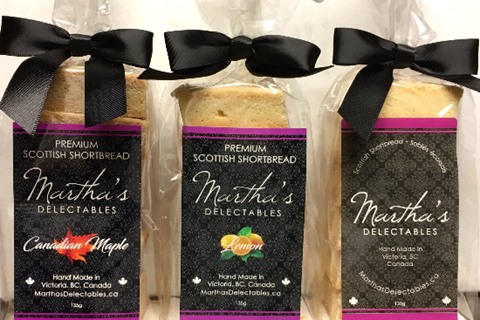 PREMIUM
SCOTTISH SHORTBREAD
Martha's
DELECTABLES
Canadian Maple
Hand Made in
Victoria, BC, Canada
MarthasDelectables.ca
135g
PREMIUM
SCOTTISH SHORTBREAD
Martha's
DELECTABLES
Lemon
Hand Made in
Victoria, BC, Canada
MarthasDelectables.ca
Scottish Shortbread - Sablés écossais
Martha's
DELECTABLES
Hand Made in
Victoria, BC
Canada
MarthasDelectables.ca
135g